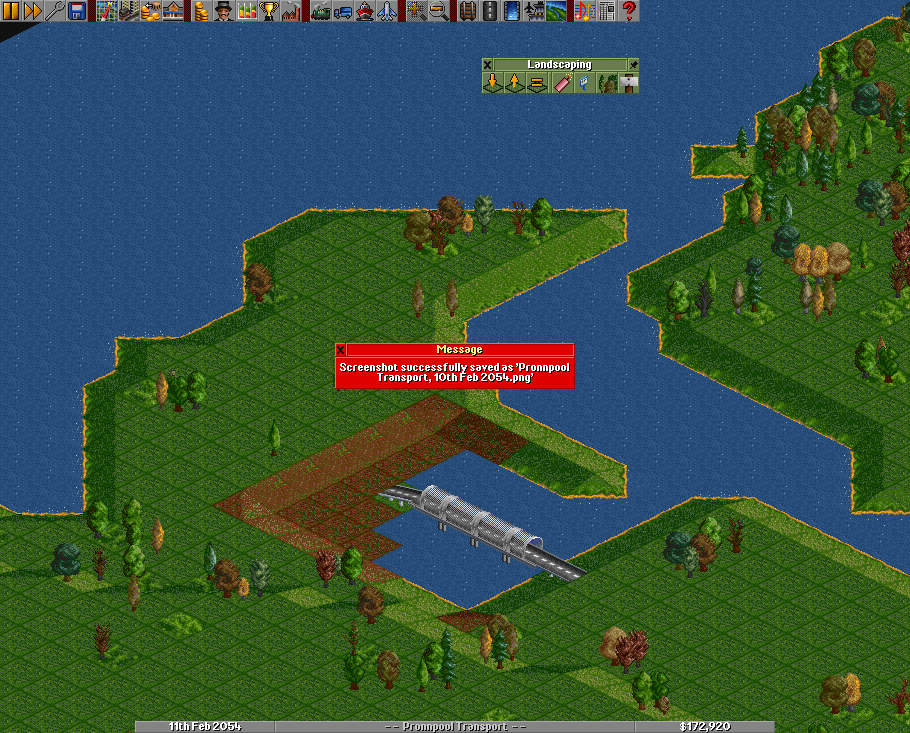 Landscaping
Message
Screenshot successfully saved as 'Pronnpool
Transport, 10th Feb 2054.png'
11th Feb 2054
- - Pronnpool Transport - -
$172,920